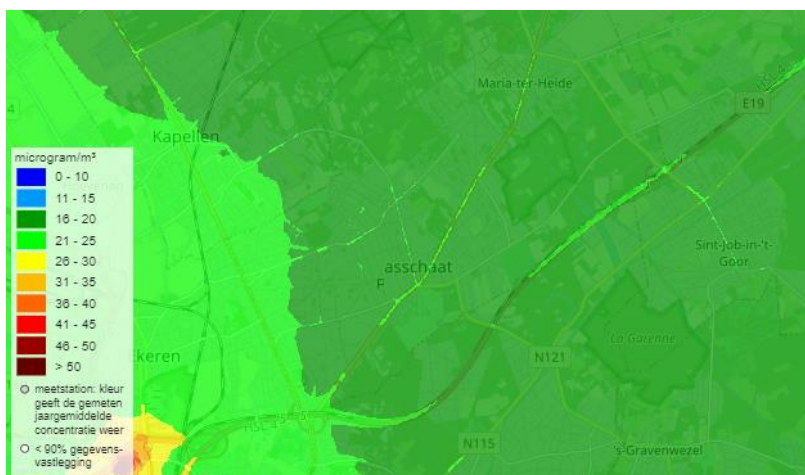 Maria-ter-Heide
E19
Kapellen
microgram/m³
0 - 10
11 - 15
16 - 20
21 - 25
26 - 30
31 - 35
36 - 40
41 - 45
46 - 50
> 50
meetstation: kleur
geeft de gemeten
jaargemiddelde
concentratie weer
< 90% gegevens-
vastlegging
Sint-Job-in-'t-
Goor
asschaat
F
La Garenne
Ekeren
N121
HSL 4
N115
's-Gravenwezel